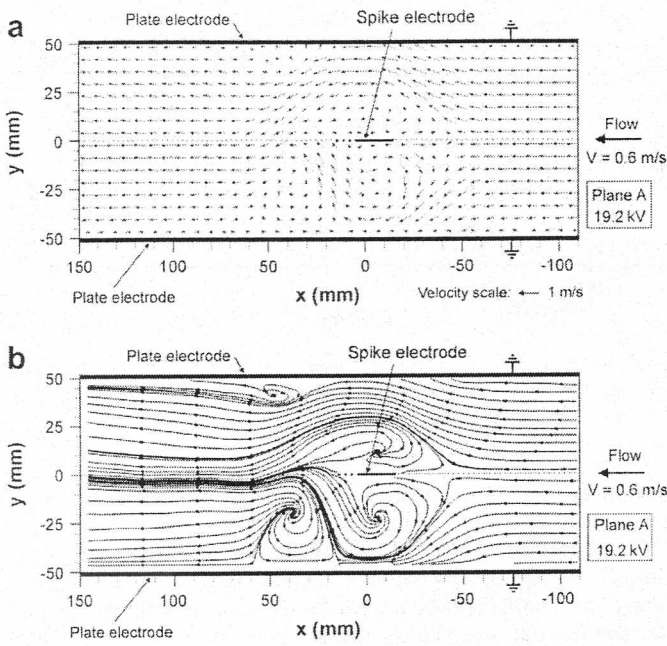 a
Plate electrode
Spike electrode
50
25
0
-25
-50
y (mm)
150 100 50 0 -50 -100
x (mm)
Plate electrode
Velocity scale: 1 m/s
Flow
V = 0.6 m/s
Plane A
19.2 kV
b
Plate electrode
Spike electrode
50
25
0
-25
-50
y (mm)
150 100 50 0 -50 -100
x (mm)
Plate electrode
Flow
V = 0.6 m/s
Plane A
19.2 kV